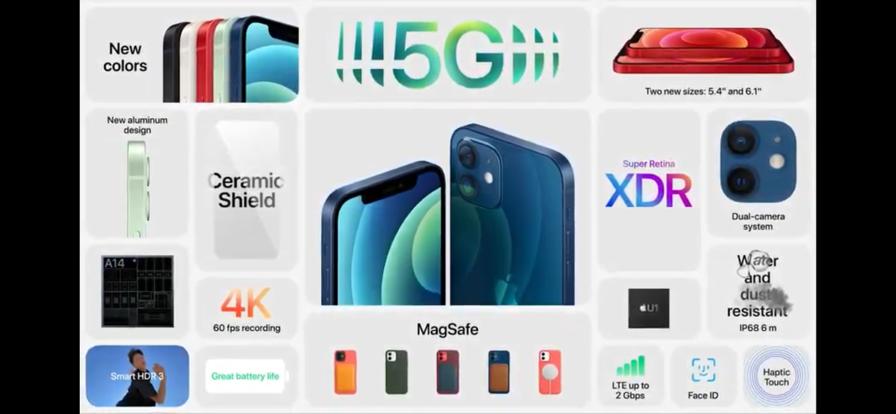 New
colors
5G
Two new sizes: 5.4" and 6.1"
New aluminum
design
Ceramic
Shield
Super Retina
XDR
Dual-camera
system
A14
4K
60 fps recording
MagSafe
U1
Water
and
dust
resistant
IP68 6 m
Smart HDR 3
Great battery life
LTE up to
2 Gbps
Face ID
Haptic
Touch